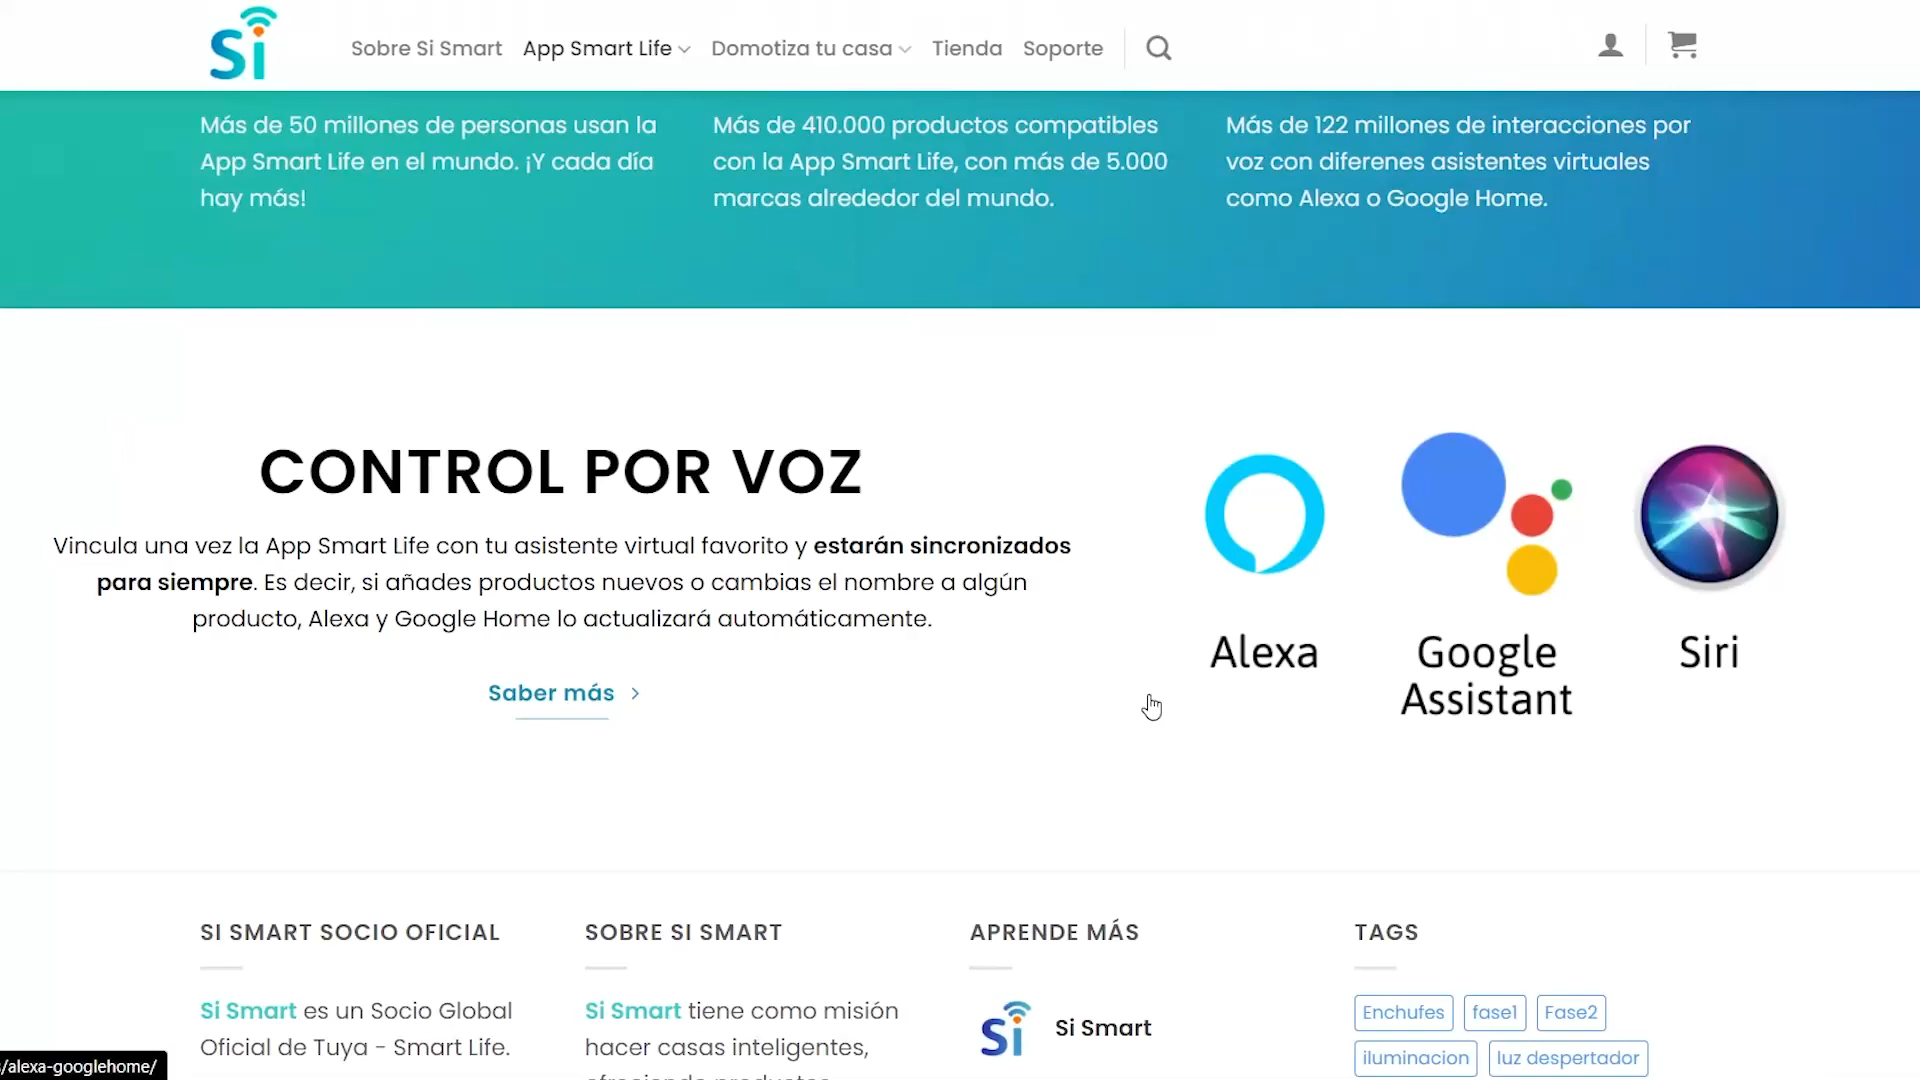 Si
Sobre Si Smart
App Smart Life
Domotiza tu casa
Tienda
Soporte
Más de 50 millones de personas usan la
App Smart Life en el mundo. ¡Y cada día
hay más!
Más de 410.000 productos compatibles
con la App Smart Life, con más de 5.000
marcas alrededor del mundo.
Más de 122 millones de interacciones por
voz con diferenes asistentes virtuales
como Alexa o Google Home.
CONTROL POR VOZ
Vincula una vez la App Smart Life con tu asistente virtual favorito y estarán sincronizados
para siempre. Es decir, si añades productos nuevos o cambias el nombre a algún
producto, Alexa y Google Home lo actualizará automáticamente.
Saber más
Alexa
Google
Assistant
Siri
SI SMART SOCIO OFICIAL
Si Smart es un Socio Global
Oficial de Tuya - Smart Life.
SOBRE SI SMART
Si Smart tiene como misión
hacer casas inteligentes,
ofreciendo productos
APRENDE MÁS
Si
Si Smart
TAGS
Enchufes
fase1
Fase2
iluminacion
luz despertador
/alexa-googlehome/